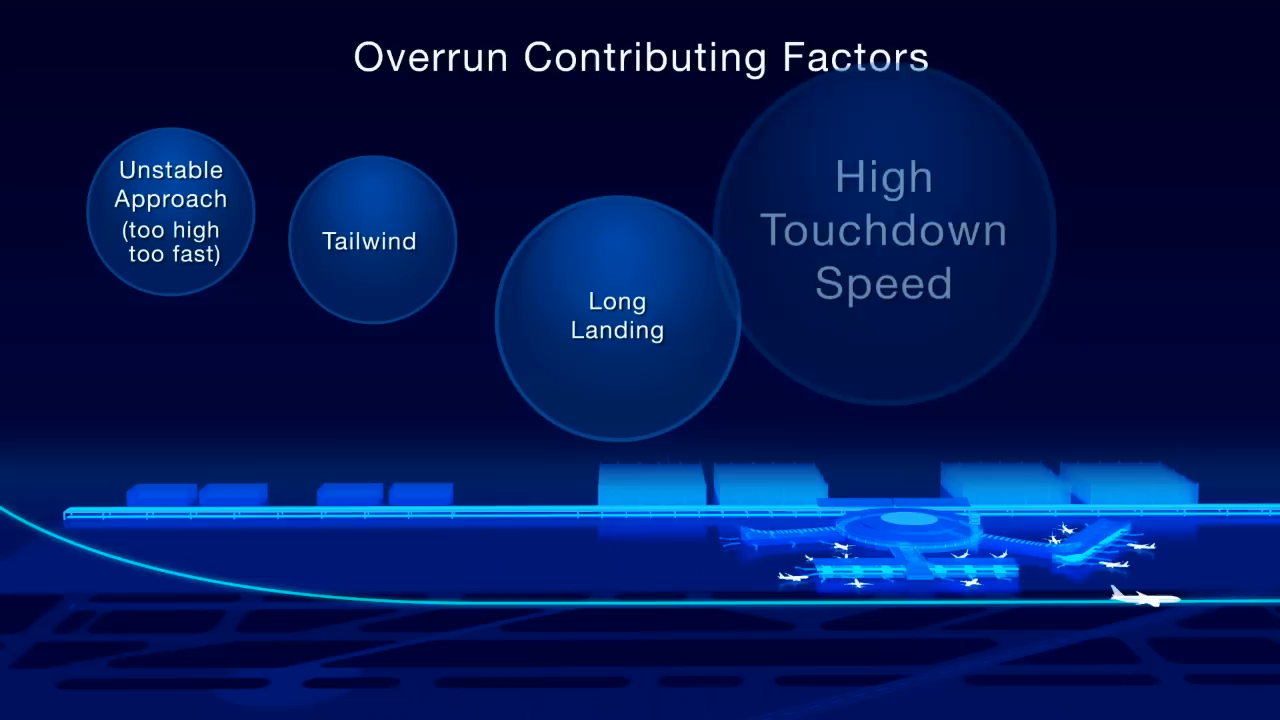 Overrun Contributing Factors
Unstable
Approach
(too high
too fast)
Tailwind
Long
Landing
High
Touchdown
Speed